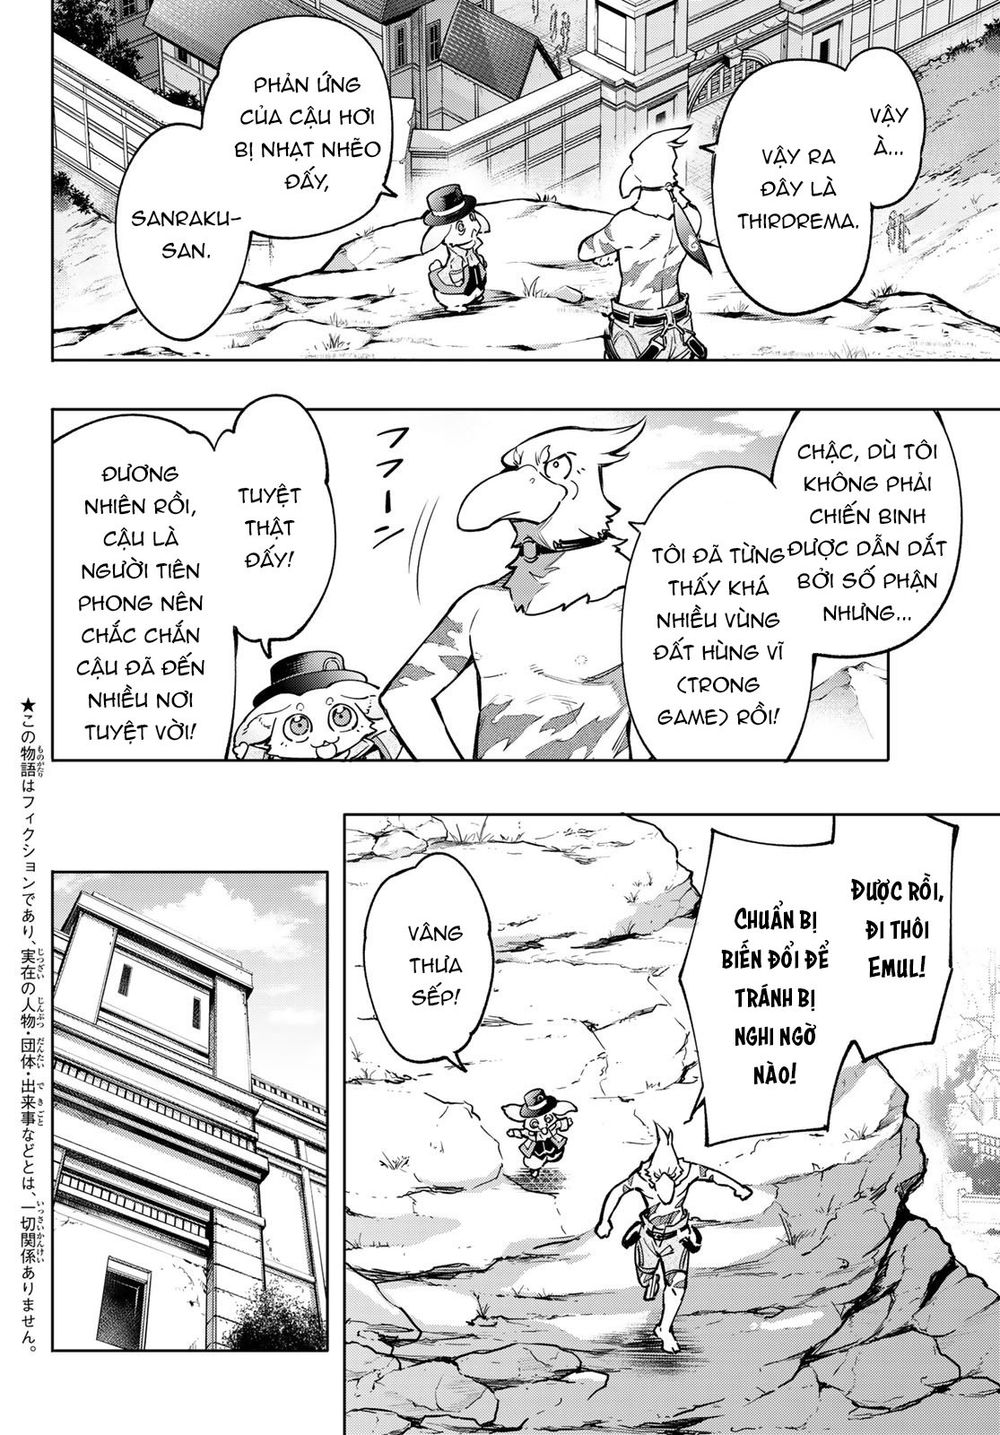 VẬY
À...
VẬY RA
ĐÂY LÀ
THIRDREMA.
PHẢN ỨNG
CỦA CẬU HƠI
BỊ NHẠT NHẼO
ĐẤY,
SANRAKU-
SAN.
CHẬC, DÙ TÔI
KHÔNG PHẢI
CHIẾN BINH
ĐƯỢC DẪN DẮT
BỞI SỐ PHẬN
NHƯNG...
TÔI ĐÃ TỪNG
THẤY KHÁ
NHIỀU VÙNG
ĐẤT HÙNG VĨ
(TRONG
GAME) RỒI!
TUYỆT
THẬT
ĐẤY!
ĐƯƠNG
NHIÊN RỒI,
CẬU LÀ
NGƯỜI TIÊN
PHONG NÊN
CHẮC CHẮN
CẬU ĐÃ ĐẾN
NHIỀU NƠI
TUYỆT VỜI!
ĐƯỢC RỒI,
ĐI THÔI
EMUL!
CHUẨN BỊ
BIẾN ĐỔI ĐỂ
TRÁNH BỊ
NGHI NGỜ
NÀO!
VÂNG
THƯA
SẾP!
★この物語はフィクションであり、実在の人物・団体・出来事などとは、一切関係ありません。